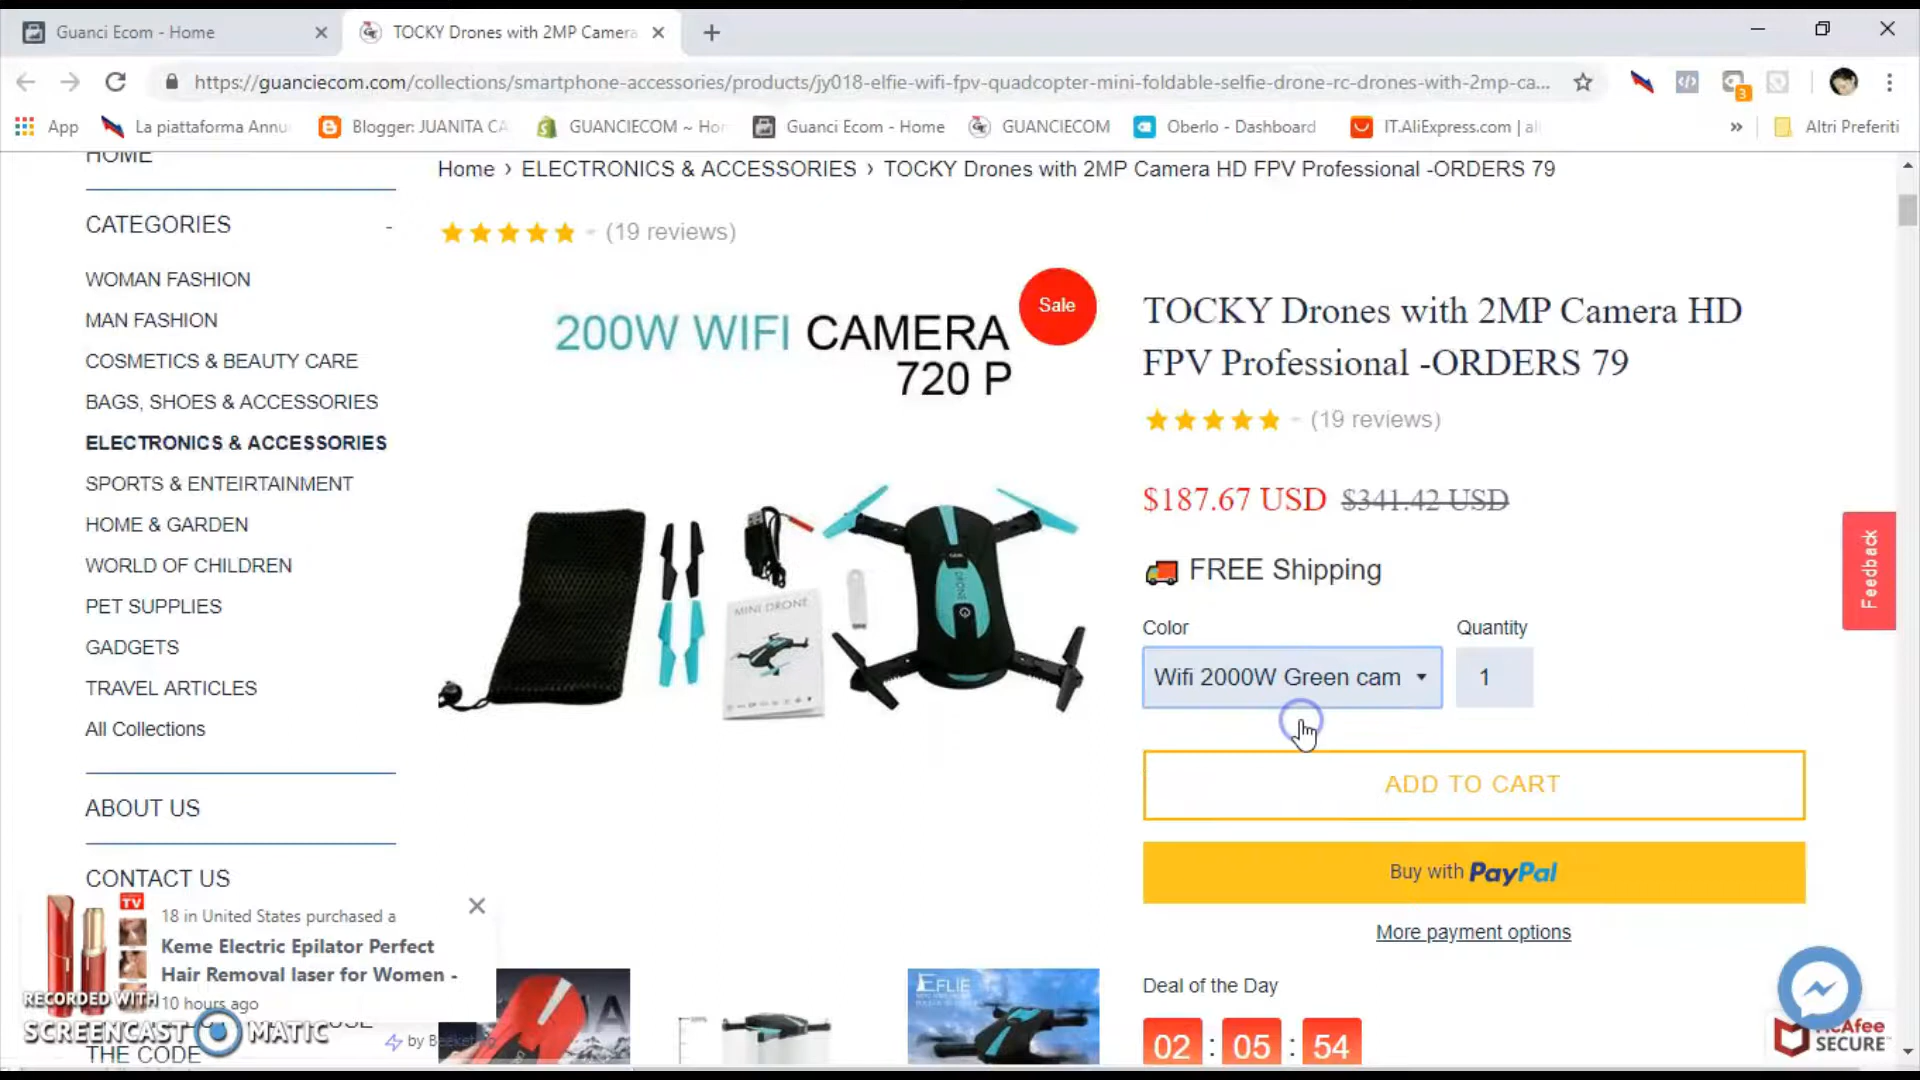 Guanci Ecom - Home
TOCKY Drones with 2MP Camera
https://guanciecom.com/collections/smartphone-accessories/products/jy018-elfie-wifi-fpv-quadcopter-mini-foldable-selfie-drone-rc-drones-with-2mp-ca...
3
App
La piattaforma Annu
Blogger: JUANITA CA
GUANCIECOM ~ Ho
Guanci Ecom - Home
GUANCIECOM
Oberlo - Dashboard
IT.AliExpress.com | al
»
Altri Preferiti
HOME
Home › ELECTRONICS & ACCESSORIES › TOCKY Drones with 2MP Camera HD FPV Professional -ORDERS 79
CATEGORIES -
(19 reviews)
WOMAN FASHION
MAN FASHION
COSMETICS & BEAUTY CARE
BAGS, SHOES & ACCESSORIES
ELECTRONICS & ACCESSORIES
SPORTS & ENTEIRTAINMENT
HOME & GARDEN
WORLD OF CHILDREN
PET SUPPLIES
GADGETS
TRAVEL ARTICLES
All Collections
ABOUT US
CONTACT US
THE CODE
Sale
200W WIFI CAMERA
720 P
MINI DRONE
DRONE
TOCKY Drones with 2MP Camera HD
FPV Professional -ORDERS 79
(19 reviews)
$187.67 USD $341.42 USD
FREE Shipping
Color
Quantity
Wifi 2000W Green cam
1
ADD TO CART
Buy with PayPal
More payment options
Deal of the Day
02 : 05 : 54
Feedback
TV
18 in United States purchased a
Keme Electric Epilator Perfect
Hair Removal laser for Women -
10 hours ago
by
RECORDED WITH
SCREENCAST MATIC
EFLIE
McAfee
SECURE